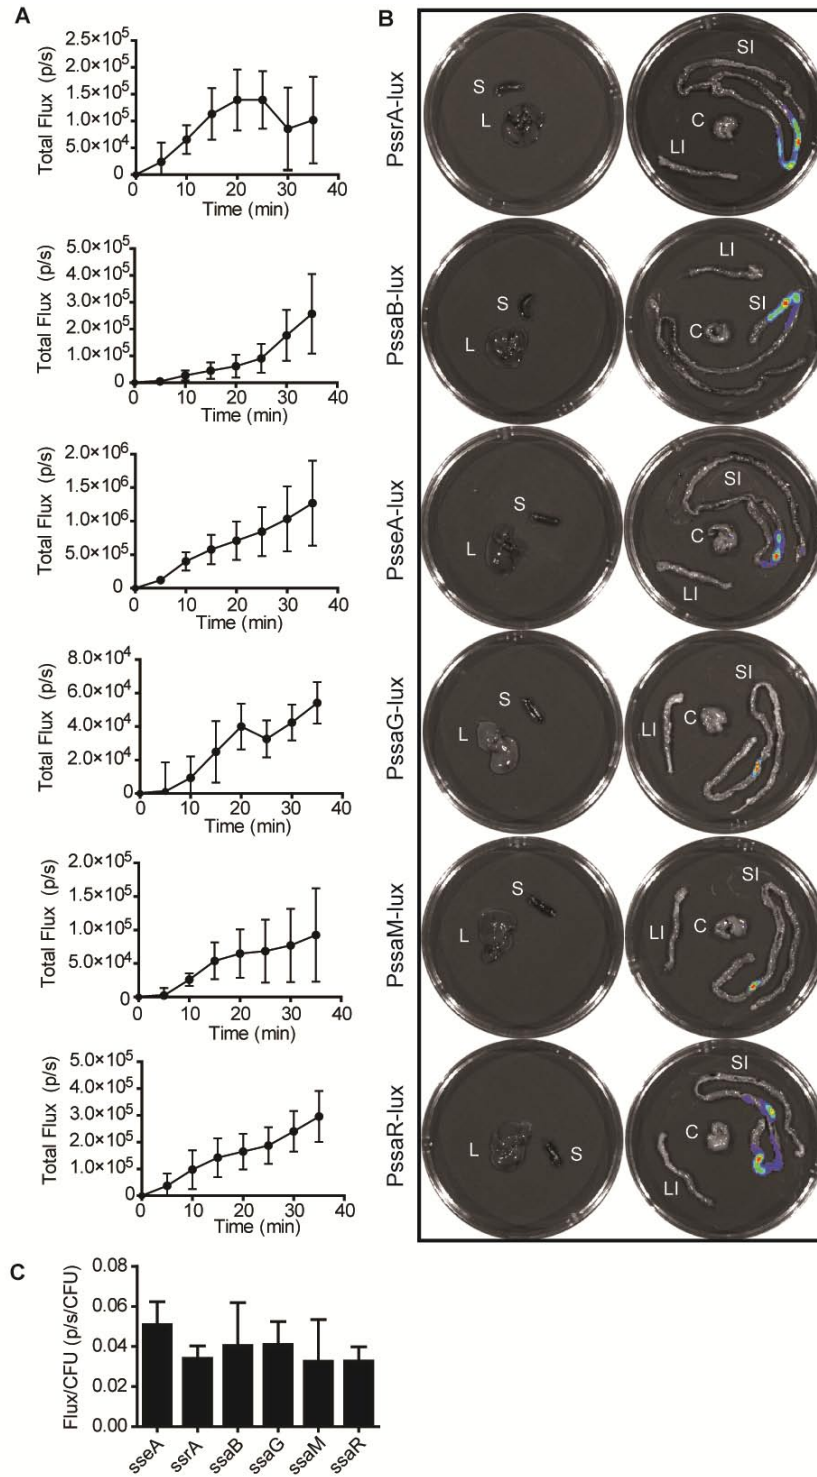 A
Total Flux (p/s)
2.5×10⁵
2.0×10⁵
1.5×10⁵
1.0×10⁵
5.0×10⁴
0
0 10 20 30 40
Time (min)
Total Flux (p/s)
5.0×10⁵
4.0×10⁵
3.0×10⁵
2.0×10⁵
1.0×10⁵
0
0 10 20 30 40
Time (min)
Total Flux (p/s)
2.0×10⁶
1.5×10⁶
1.0×10⁶
5.0×10⁵
0
0 10 20 30 40
Time (min)
Total Flux (p/s)
8.0×10⁴
6.0×10⁴
4.0×10⁴
2.0×10⁴
0
0 10 20 30 40
Time (min)
Total Flux (p/s)
2.0×10⁵
1.5×10⁵
1.0×10⁵
5.0×10⁴
0
0 10 20 30 40
Time (min)
Total Flux (p/s)
5.0×10⁵
4.0×10⁵
3.0×10⁵
2.0×10⁵
1.0×10⁵
0
0 10 20 30 40
Time (min)
B
PssrA-lux
S
L
SI
C
LI
PssaB-lux
S
L
LI
SI
C
PsseA-lux
S
L
SI
C
LI
PssaG-lux
S
L
SI
C
LI
PssaM-lux
S
L
SI
C
LI
PssaR-lux
L
S
SI
C
LI
C
Flux/CFU (p/s/CFU)
0.08
0.06
0.04
0.02
0.00
sseA ssrA ssaB ssaG ssaM ssaR